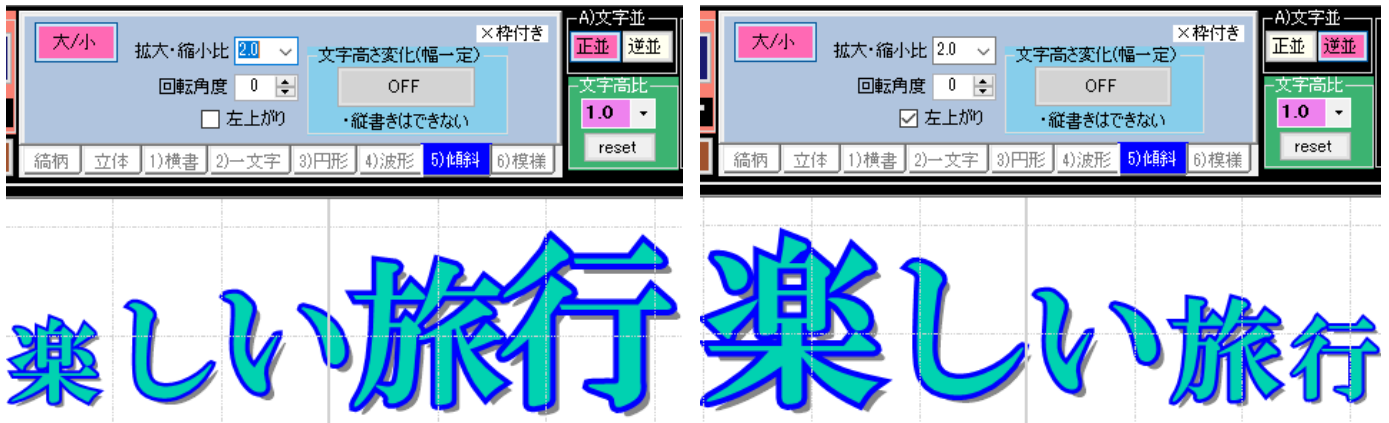 大/小
拡大・縮小比 2.0
回転角度 0
左上がり
×枠付き
文字高さ変化(幅一定)
OFF
・縦書きはできない
A)文字並
正並 逆並
文字高比
1.0
reset
縞柄 立体 1)横書 2)一文字 3)円形 4)波形 5)傾斜 6)模様
楽しい旅行
大/小
拡大・縮小比 2.0
回転角度 0
左上がり
×枠付き
文字高さ変化(幅一定)
OFF
・縦書きはできない
A)文字並
正並 逆並
文字高比
1.0
reset
縞柄 立体 1)横書 2)一文字 3)円形 4)波形 5)傾斜 6)模様
楽しい旅行